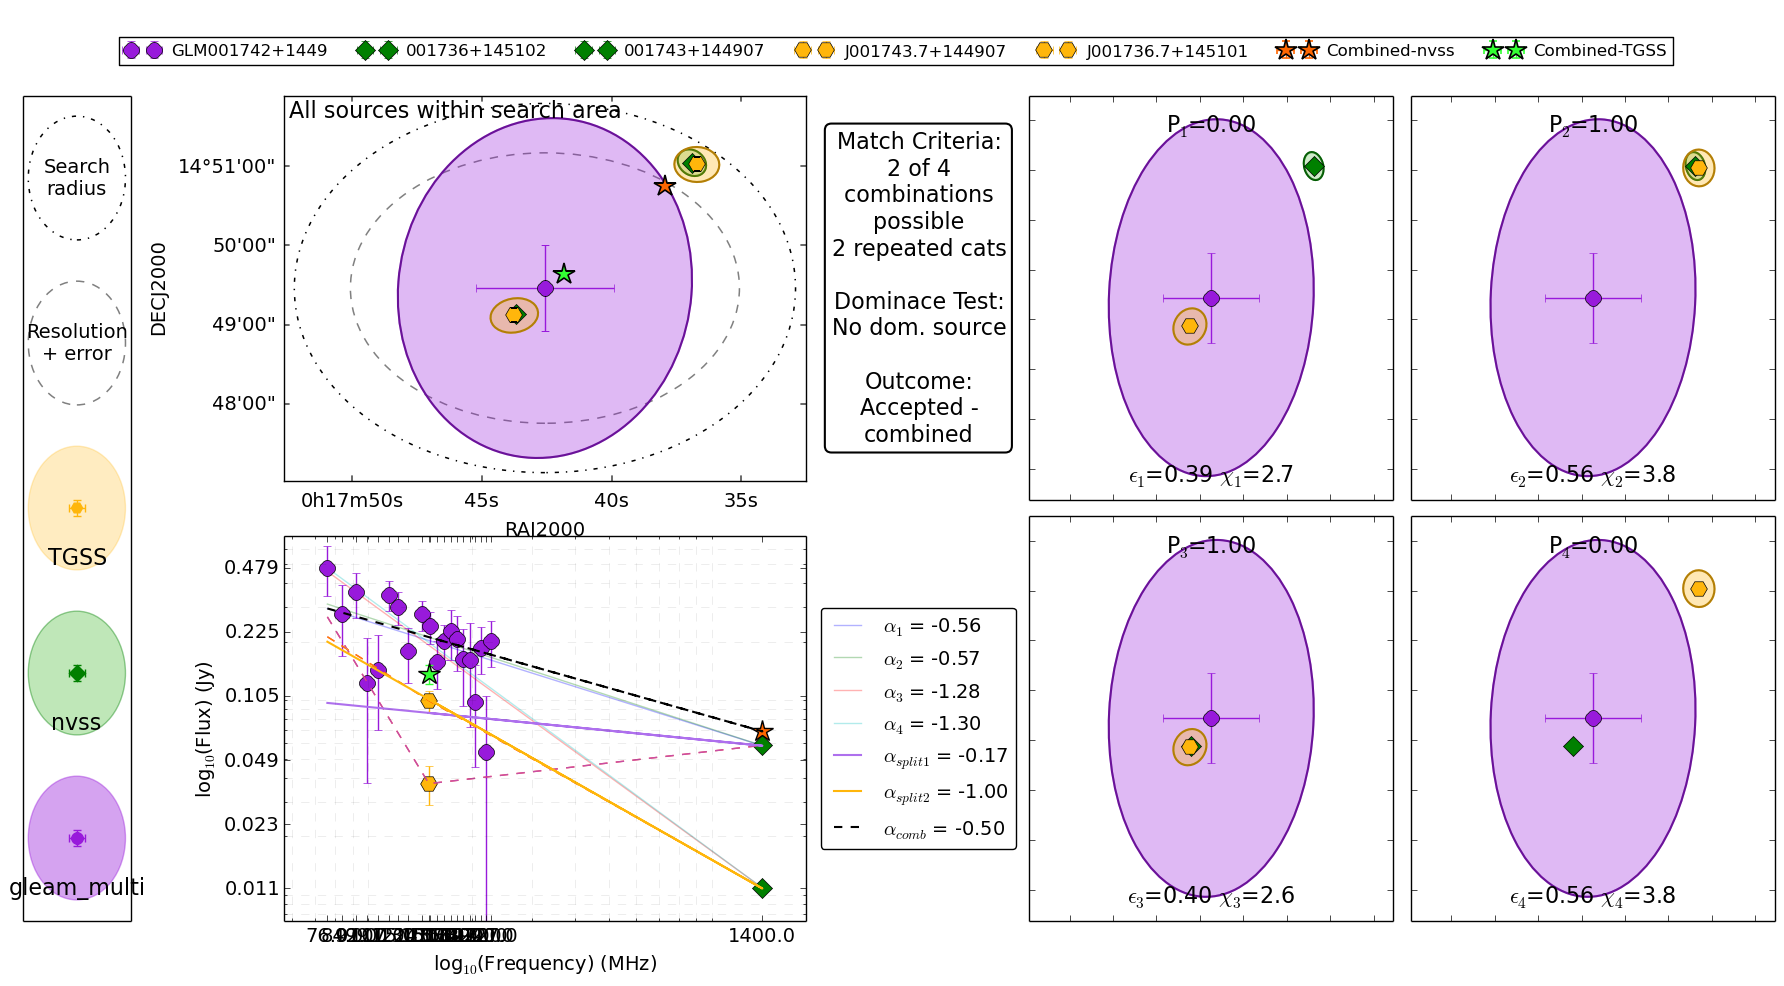 GLM001742+1449 001736+145102 001743+144907 J001743.7+144907 J001736.7+145101 Combined-nvss Combined-TGSS
Search
radius
Resolution
+ error
TGSS
nvss
gleam_multi
All sources within search area
14°51'00"
50'00"
49'00"
48'00"
DECJ2000
0h17m50s 45s 40s 35s
RAJ2000
Match Criteria:
2 of 4
combinations
possible
2 repeated cats
Dominace Test:
No dom. source
Outcome:
Accepted -
combined
P1=0.00
ϵ1=0.39 χ1=2.7
P2=1.00
ϵ2=0.56 χ2=3.8
P3=1.00
ϵ3=0.40 χ3=2.6
P4=0.00
ϵ4=0.56 χ4=3.8
0.479
0.225
0.105
0.049
0.023
0.011
log10(Flux) (Jy)
1400.0
log10(Frequency) (MHz)
α1 = -0.56
α2 = -0.57
α3 = -1.28
α4 = -1.30
αsplit1 = -0.17
αsplit2 = -1.00
αcomb = -0.50